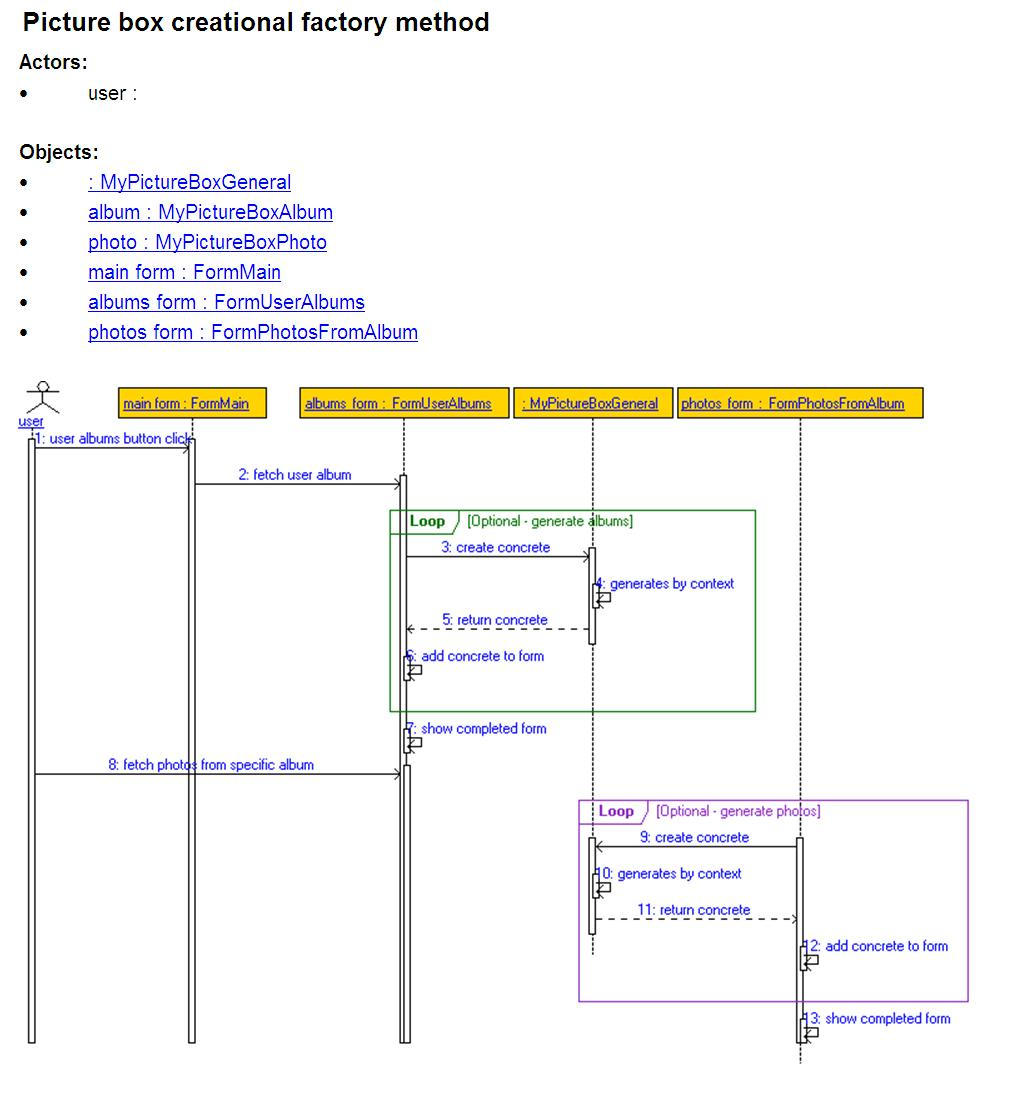 Picture box creational factory method
Actors:
• user :
Objects:
• : MyPictureBoxGeneral
• album : MyPictureBoxAlbum
• photo : MyPictureBoxPhoto
• main form : FormMain
• albums form : FormUserAlbums
• photos form : FormPhotosFromAlbum
user
main form : FormMain
albums form : FormUserAlbums
: MyPictureBoxGeneral
photos form : FormPhotosFromAlbum
1: user albums button click
2: fetch user album
Loop [Optional - generate albums]
3: create concrete
4: generates by context
5: return concrete
6: add concrete to form
7: show completed form
8: fetch photos from specific album
Loop [Optional - generate photos]
9: create concrete
10: generates by context
11: return concrete
12: add concrete to form
13: show completed form